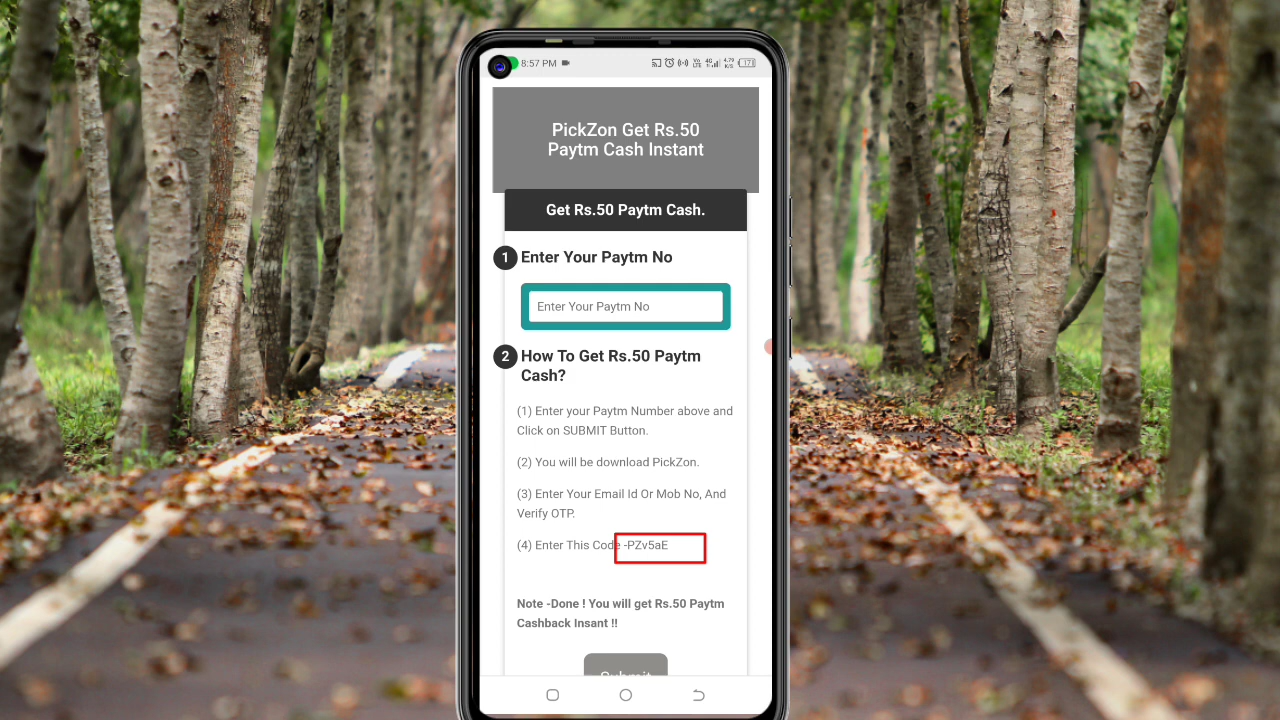 8:57 PM
PickZon Get Rs.50
Paytm Cash Instant
Get Rs.50 Paytm Cash.
1 Enter Your Paytm No
Enter Your Paytm No
2 How To Get Rs.50 Paytm
Cash?
(1) Enter your Paytm Number above and
Click on SUBMIT Button.
(2) You will be download PickZon.
(3) Enter Your Email Id Or Mob No, And
Verify OTP.
(4) Enter This Code -PZv5aE
Note -Done ! You will get Rs.50 Paytm
Cashback Insant !!
Submit